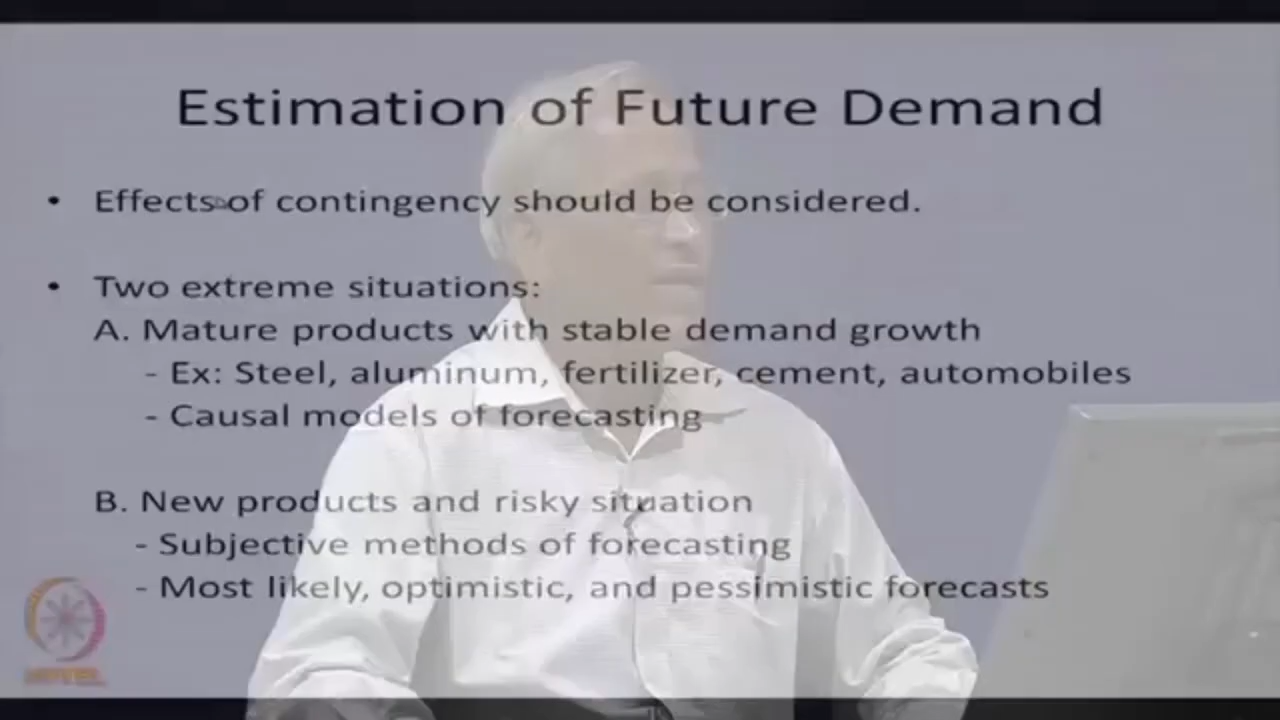 Estimation of Future Demand
• Effects of contingency should be considered.
• Two extreme situations:
A. Mature products with stable demand growth
- Ex: Steel, aluminum, fertilizer, cement, automobiles
- Causal models of forecasting
B. New products and risky situation
- Subjective methods of forecasting
- Most likely, optimistic, and pessimistic forecasts